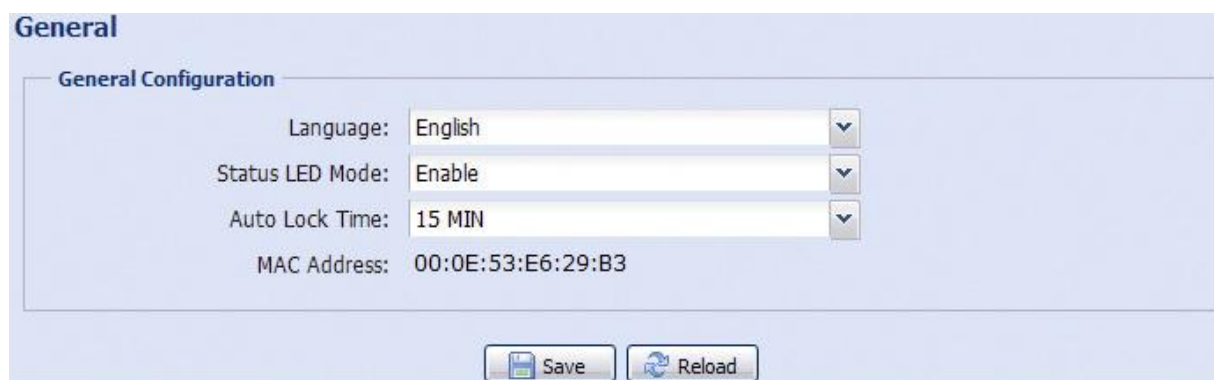 General
General Configuration
Language: English
Status LED Mode: Enable
Auto Lock Time: 15 MIN
MAC Address: 00:0E:53:E6:29:B3
Save Reload